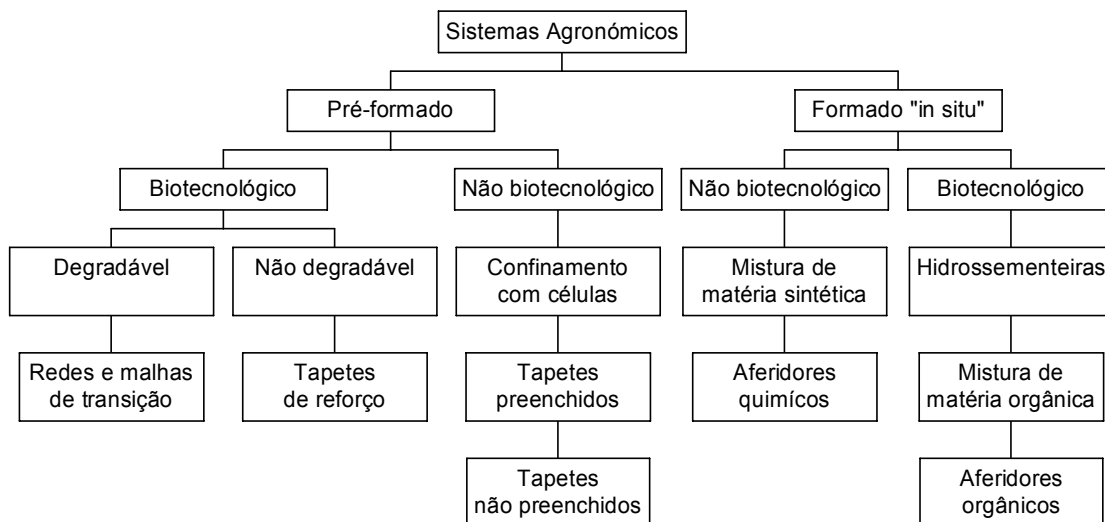 Sistemas Agronómicos
Pré-formado
Formado "in situ"
Biotecnológico
Não biotecnológico
Não biotecnológico
Biotecnológico
Degradável
Não degradável
Confinamento
com células
Mistura de
matéria sintética
Hidrossementeiras
Redes e malhas
de transição
Tapetes
de reforço
Tapetes
preenchidos
Aferidores
quimícos
Mistura de
matéria orgânica
Tapetes
não preenchidos
Aferidores
orgânicos